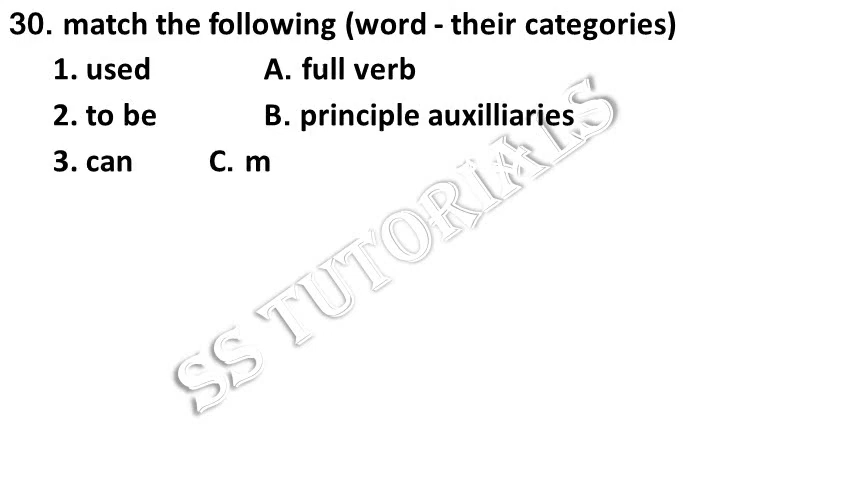 30. match the following (word - their categories)
1. used A. full verb
2. to be B. principle auxilliaries
3. can C. m
SS TUTORIALS